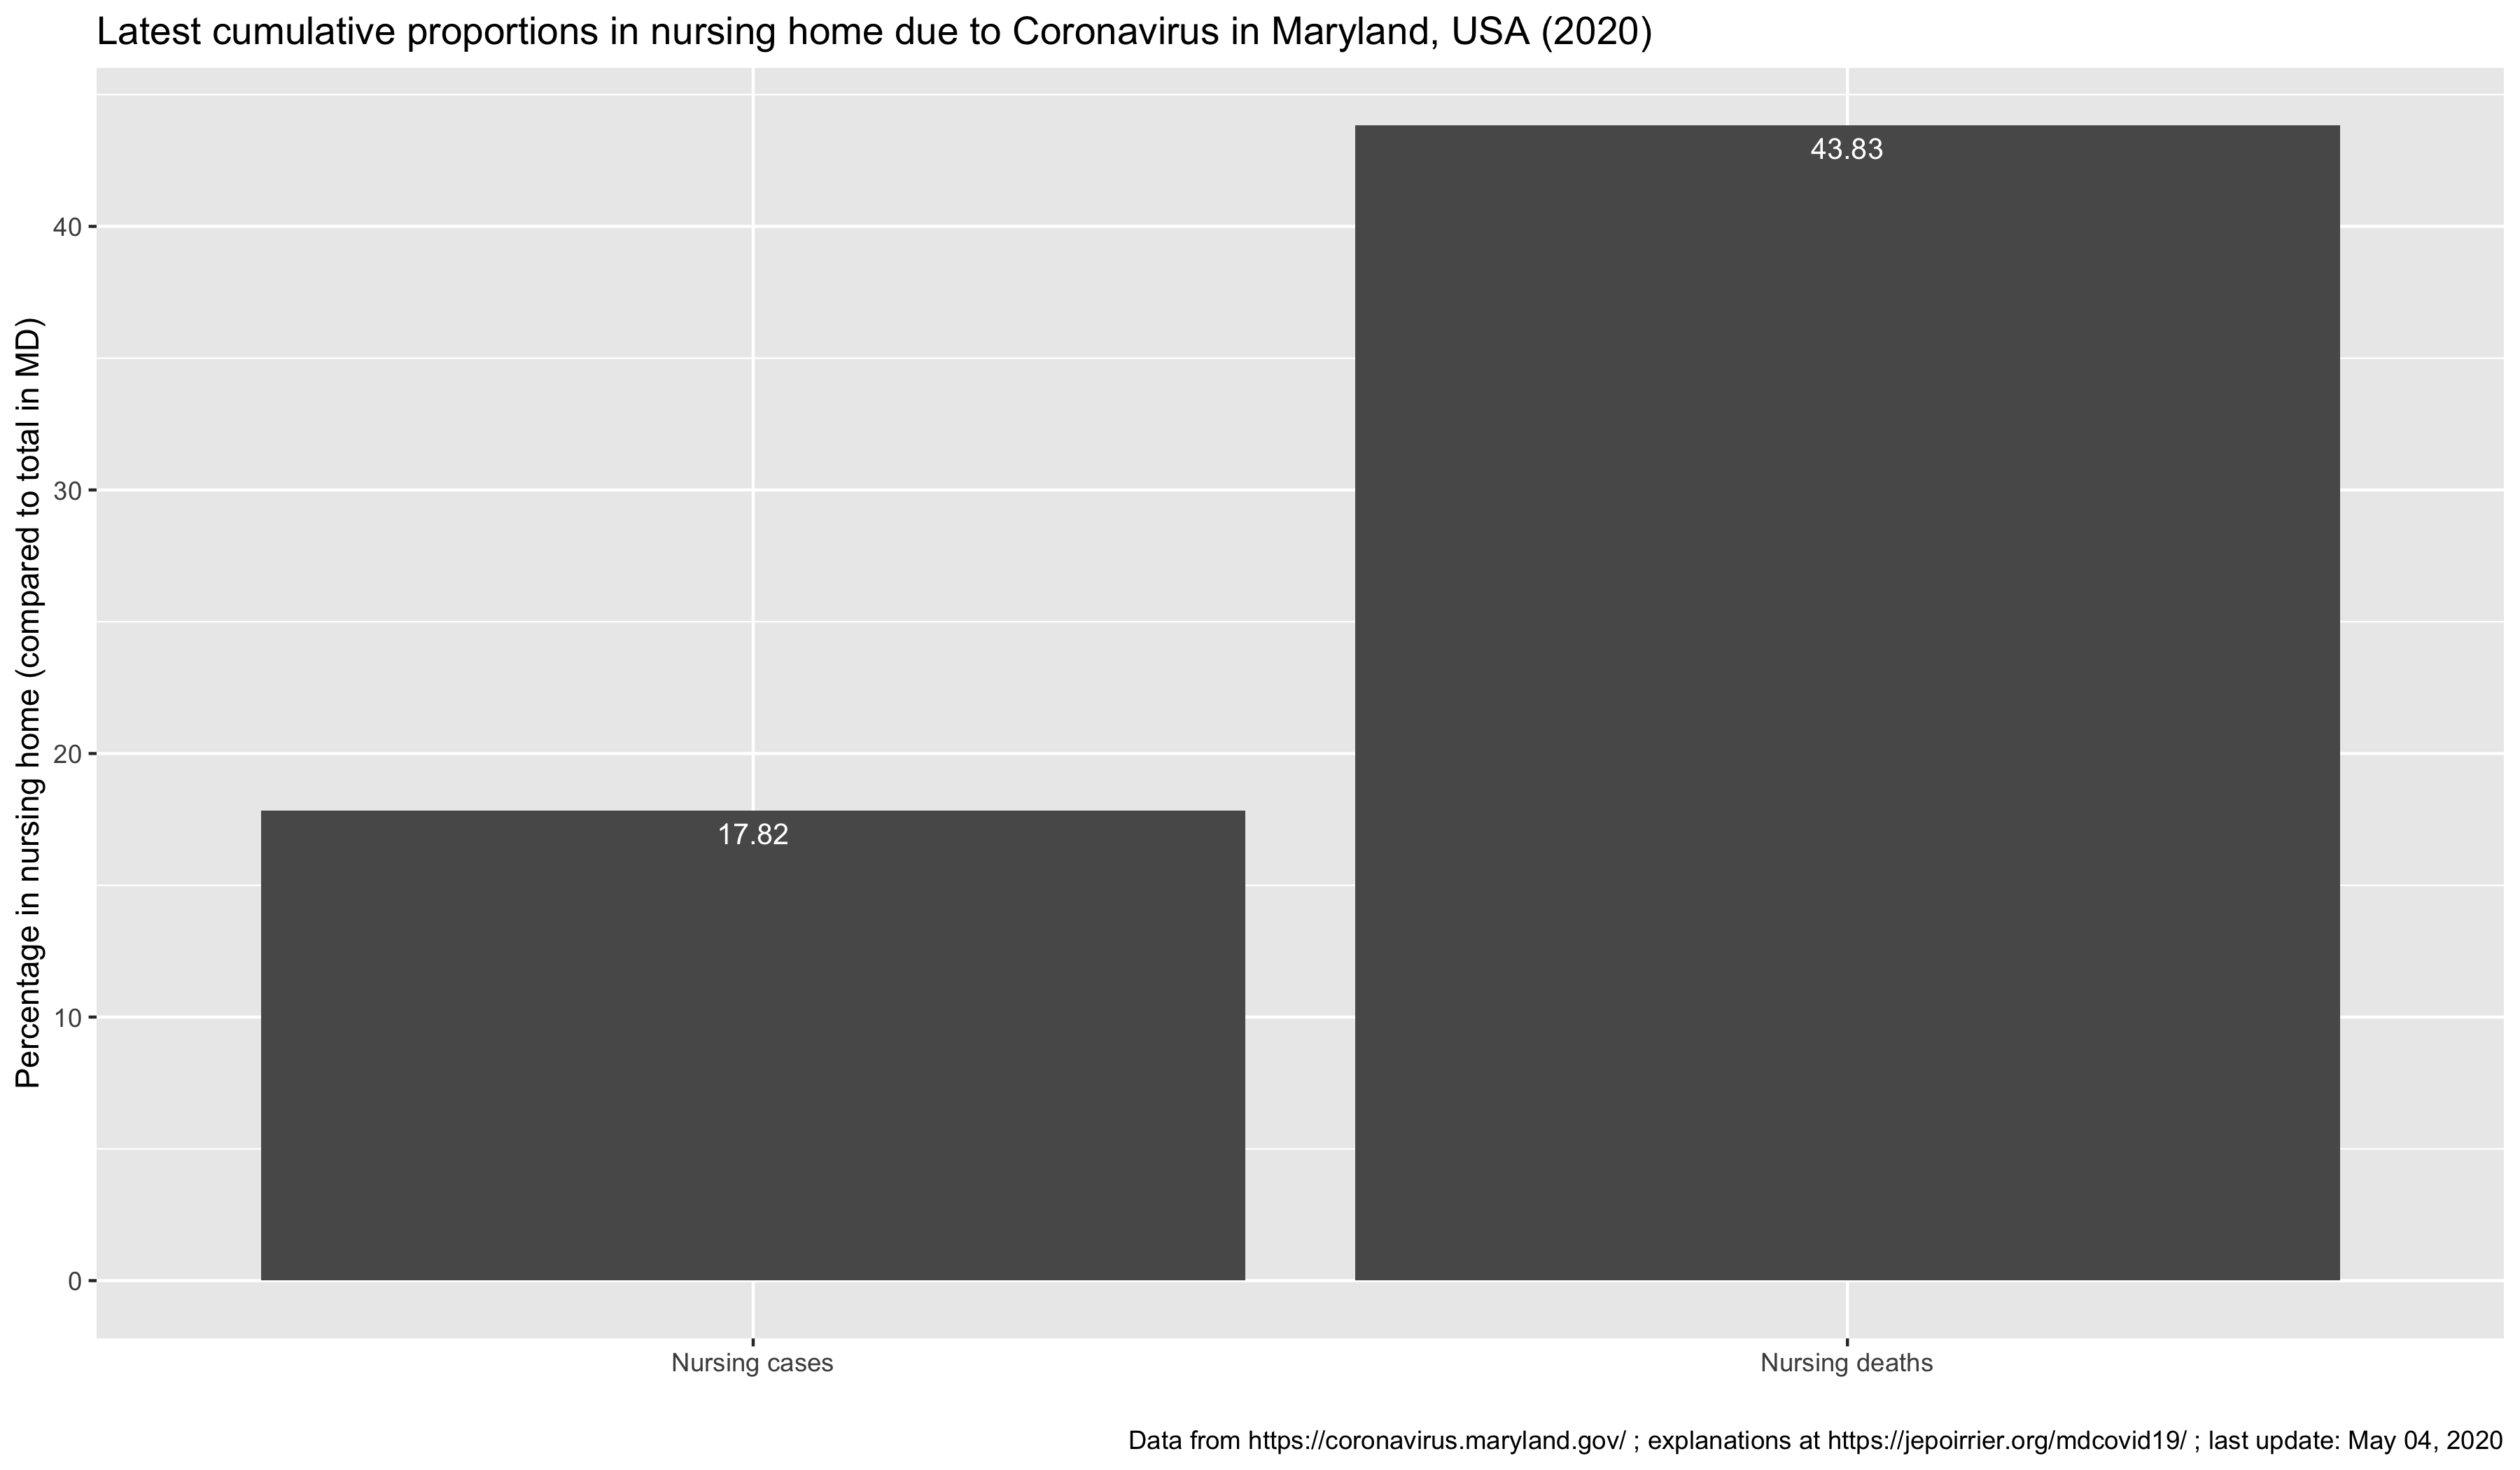 Latest cumulative proportions in nursing home due to Coronavirus in Maryland, USA (2020)
Percentage in nursing home (compared to total in MD)
40
30
20
10
0
17.82
43.83
Nursing cases
Nursing deaths
Data from https://coronavirus.maryland.gov/ ; explanations at https://jepoirrier.org/mdcovid19/ ; last update: May 04, 2020